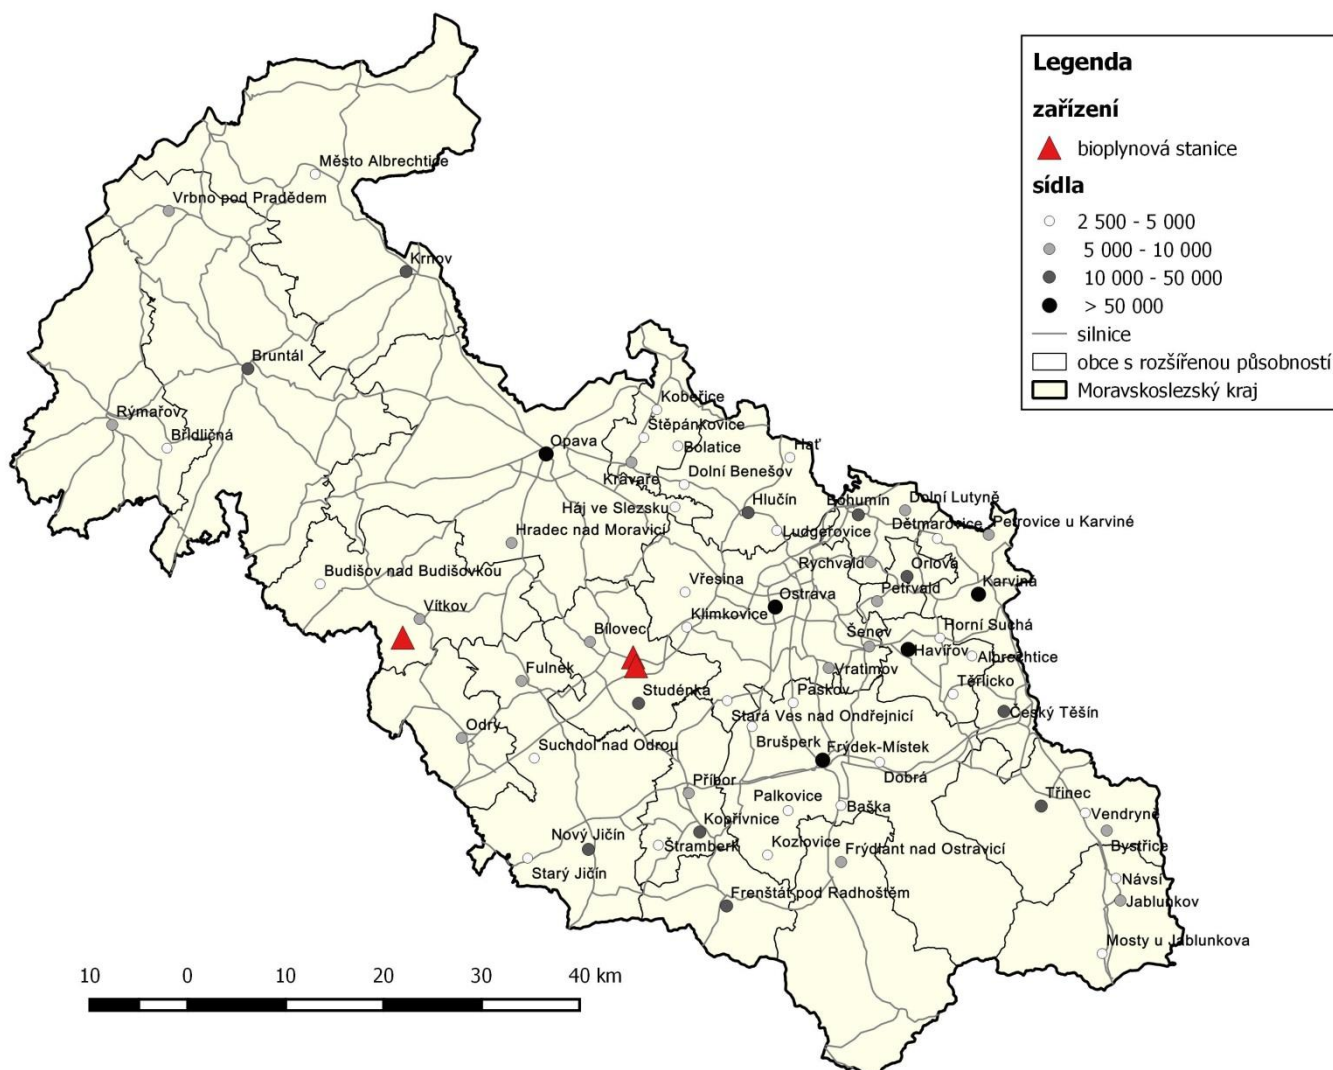 Legenda
zařízení
bioplynová stanice
sídla
2 500 - 5 000
5 000 - 10 000
10 000 - 50 000
> 50 000
silnice
obce s rozšířenou působností
Moravskoslezský kraj
Město Albrechtice
Vrbno pod Pradědem
Krnov
Bruntál
Rýmařov
Břidličná
Kobeřice
Štěpánkovice
Opava
Bolatice
Hať
Kravaře
Dolní Benešov
Háj ve Slezsku
Hlučín
Bohumín
Dolní Lutyně
Ludgeřovice
Dětmarovice
Petrovice u Karviné
Hradec nad Moravicí
Rychvald
Orlová
Budišov nad Budišovkou
Vřesina
Ostrava
Petřvald
Karviná
Vítkov
Klimkovice
Bílovec
Šenov
Horní Suchá
Havířov
Albrechtice
Fulnek
Vratimov
Těrlicko
Studénka
Paskov
Český Těšín
Stará Ves nad Ondřejnicí
Odry
Suchdol nad Odrou
Brušperk
Frýdek-Místek
Dobrá
Příbor
Palkovice
Baška
Třinec
Vendryně
Kopřivnice
Nový Jičín
Štramberk
Kozlovice
Frýdlant nad Ostravicí
Bystřice
Starý Jičín
Návsí
Frenštát pod Radhoštěm
Jablunkov
Mosty u Jablunkova
10 0 10 20 30 40 km